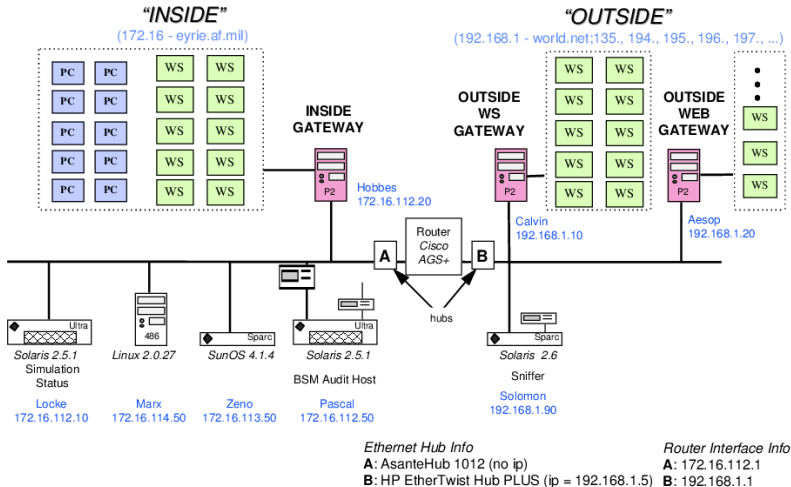 "INSIDE"
(172.16 - eyrie.af.mil)
"OUTSIDE"
(192.168.1 - world.net;135., 194., 195., 196., 197., ...)
PC PC WS WS
PC PC WS WS
PC PC WS WS
PC PC WS WS
PC PC WS WS
INSIDE
GATEWAY
P2
Hobbes
172.16.112.20
OUTSIDE
WS
GATEWAY
P2
Calvin
192.168.1.10
WS WS
WS WS
WS WS
WS WS
WS WS
OUTSIDE
WEB
GATEWAY
P2
Aesop
192.168.1.20
WS
WS
WS
A
Router
Cisco
AGS+
B
hubs
Ultra
Solaris 2.5.1
Simulation
Status
Locke
172.16.112.10
486
Linux 2.0.27
Marx
172.16.114.50
Sparc
SunOS 4.1.4
Zeno
172.16.113.50
Ultra
Solaris 2.5.1
BSM Audit Host
Pascal
172.16.112.50
Sparc
Solaris 2.6
Sniffer
Solomon
192.168.1.90
Ethernet Hub Info
A: AsanteHub 1012 (no ip)
B: HP EtherTwist Hub PLUS (ip = 192.168.1.5)
Router Interface Info
A: 172.16.112.1
B: 192.168.1.1